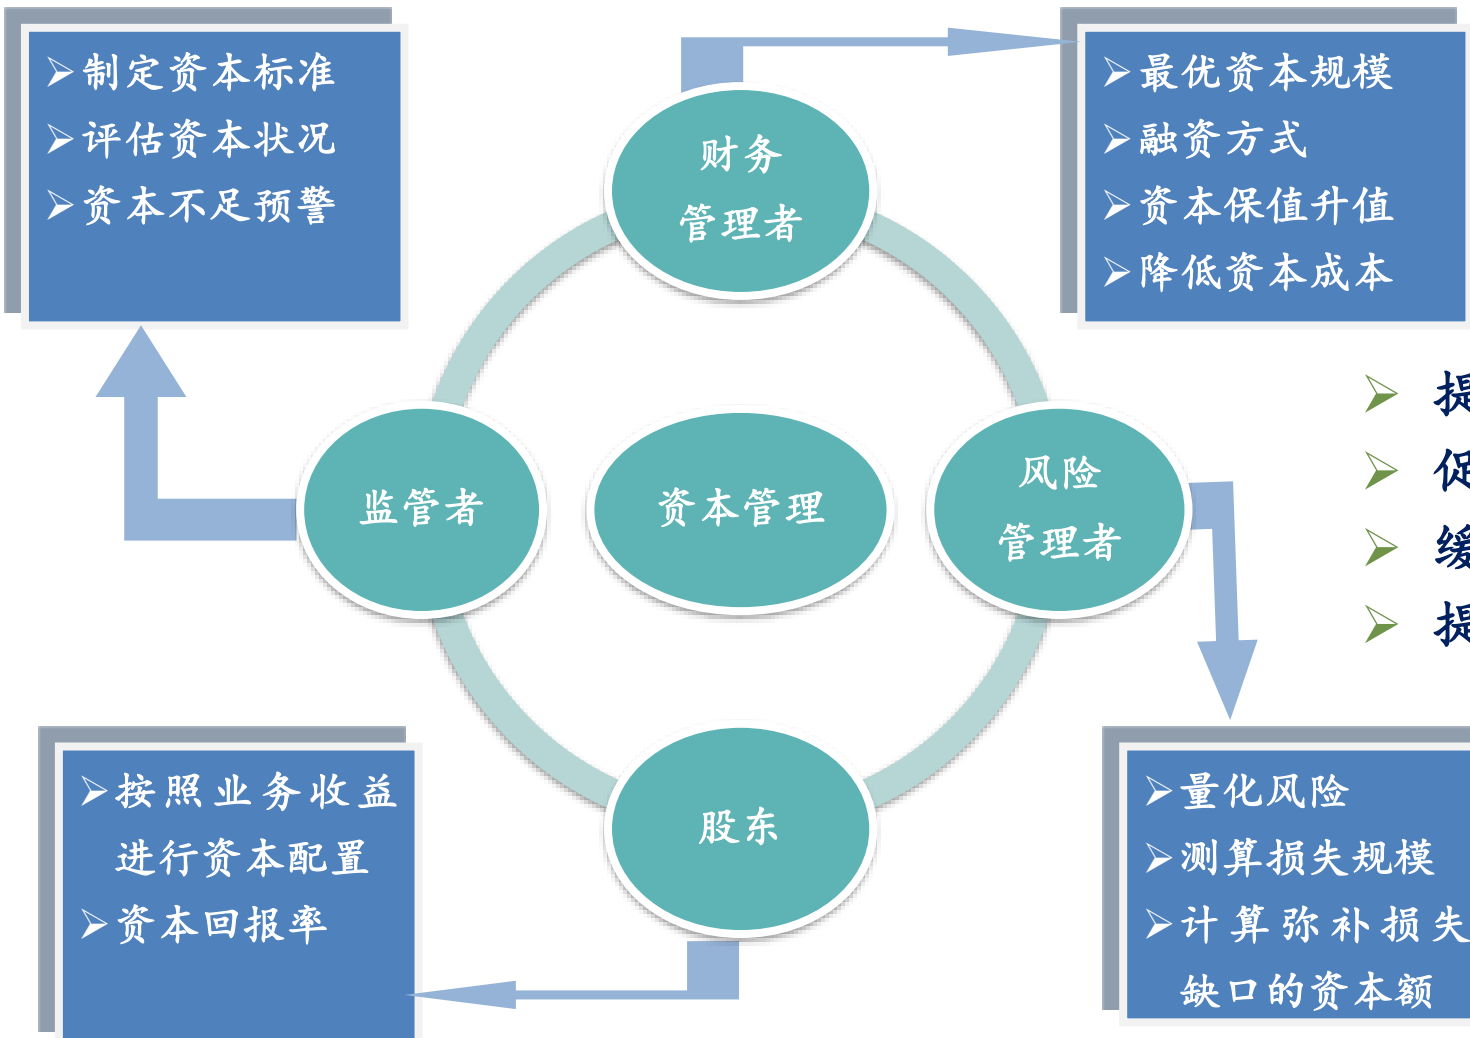 制定资本标准
评估资本状况
资本不足预警
财务
管理者
最优资本规模
融资方式
资本保值升值
降低资本成本
监管者
资本管理
风险
管理者
提
促
缓
提
股东
按照业务收益
进行资本配置
资本回报率
量化风险
测算损失规模
计算弥补损失
缺口的资本额